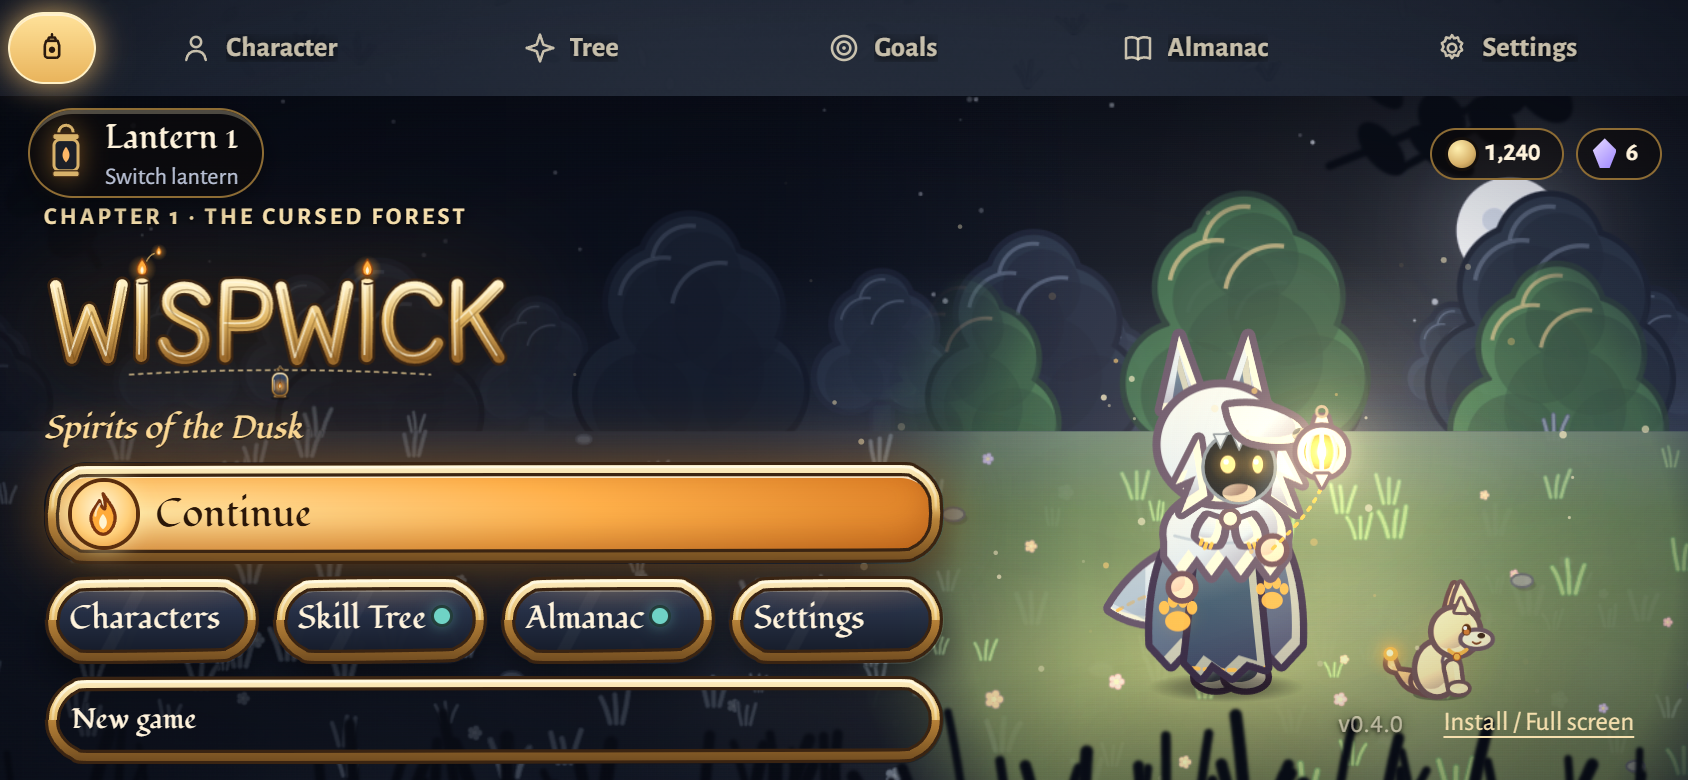 Character
Tree
Goals
Almanac
Settings
Lantern 1
Switch lantern
1,240
6
CHAPTER 1 · THE CURSED FOREST
WISPWICK
Spirits of the Dusk
Continue
Characters
Skill Tree
Almanac
Settings
New game
v0.4.0
Install / Full screen